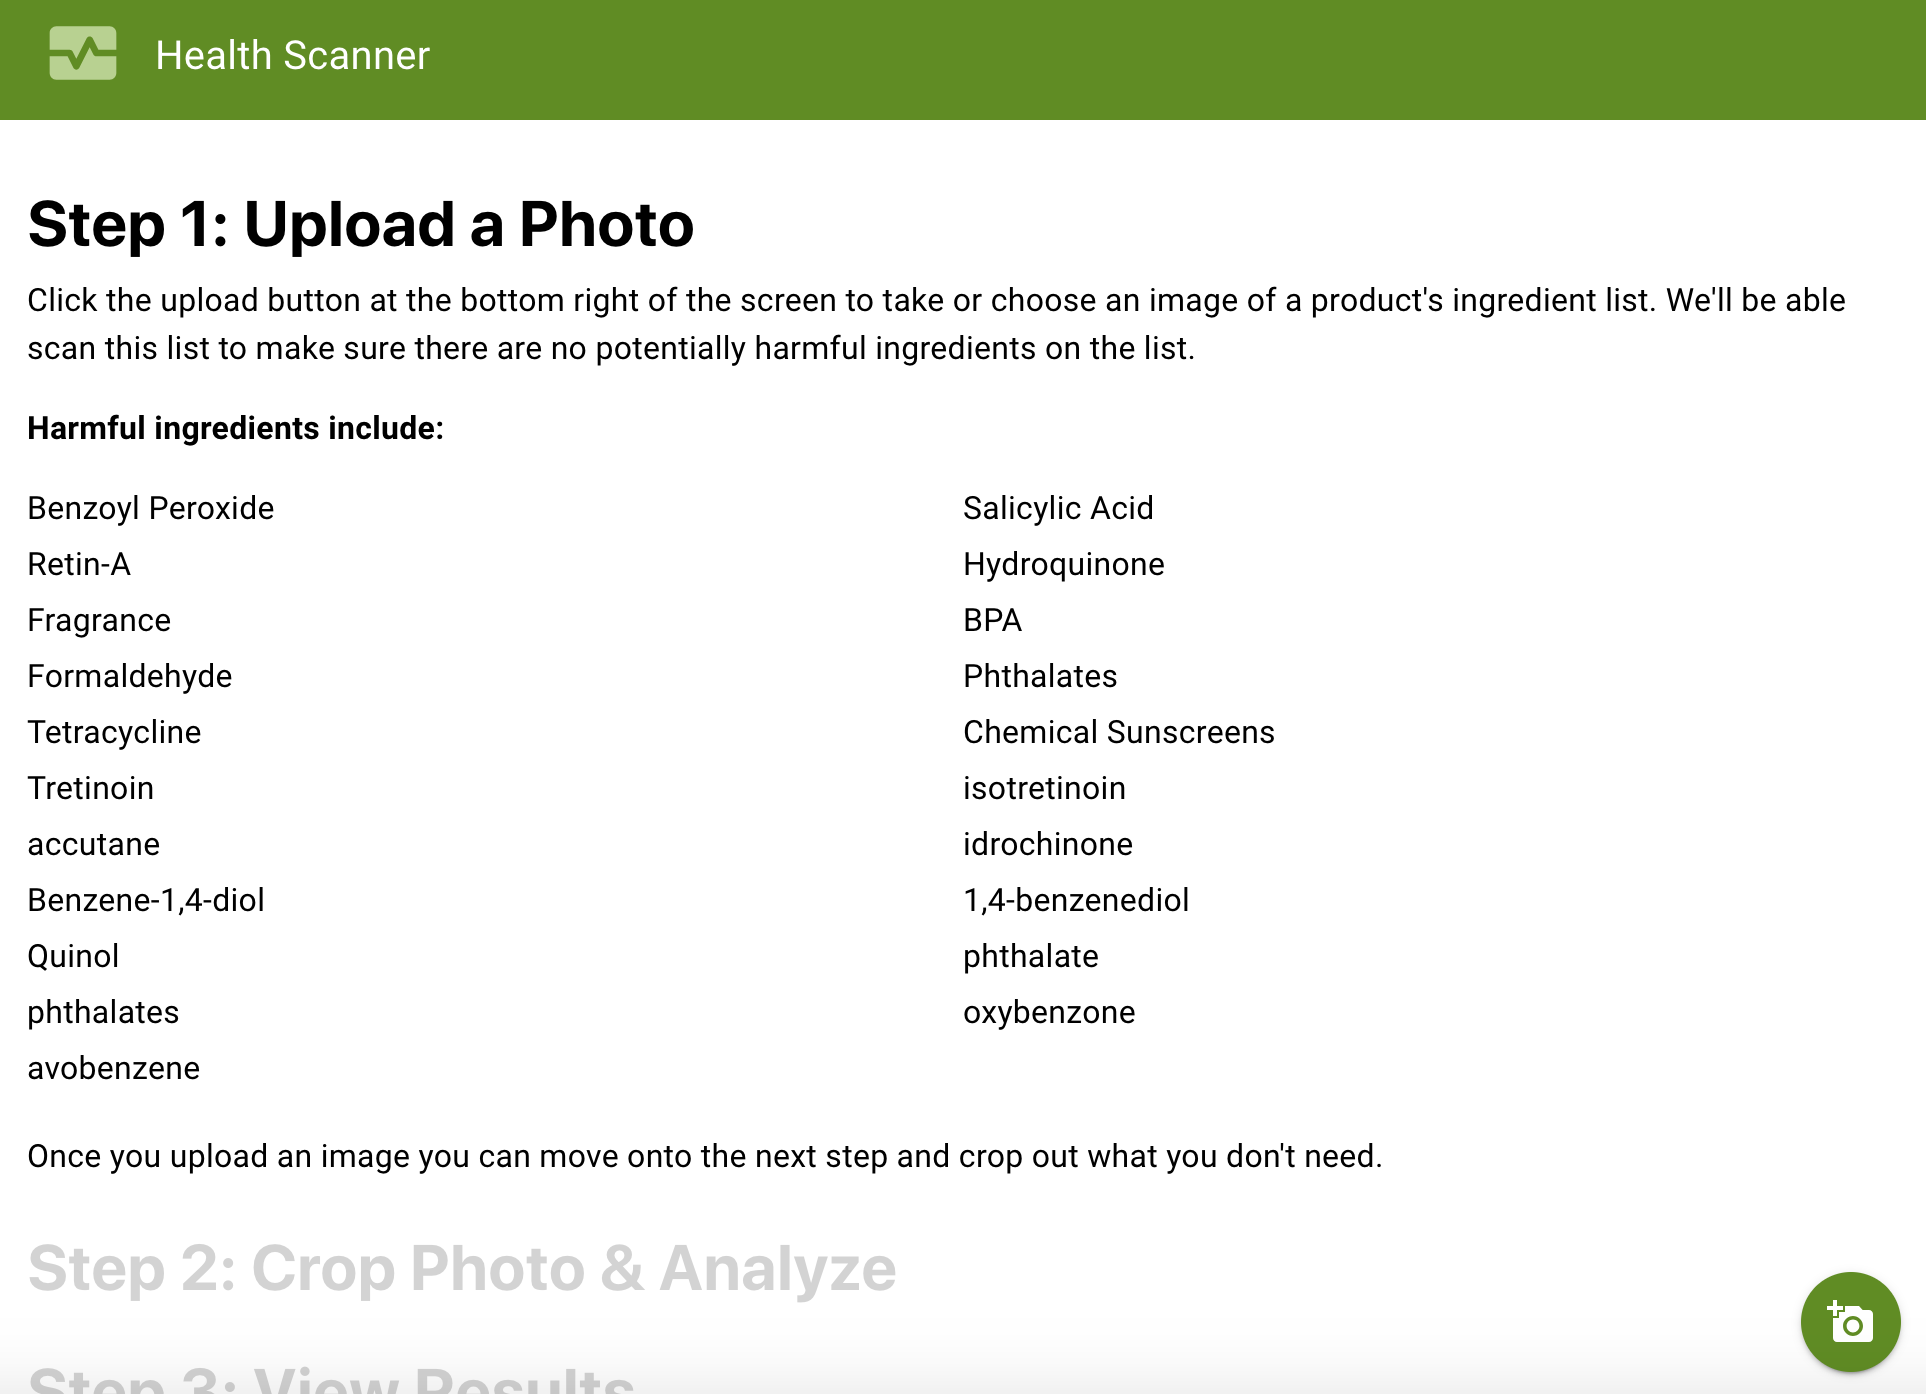 Health Scanner
Step 1: Upload a Photo
Click the upload button at the bottom right of the screen to take or choose an image of a product's ingredient list. We'll be able
scan this list to make sure there are no potentially harmful ingredients on the list.
Harmful ingredients include:
Benzoyl Peroxide
Salicylic Acid
Retin-A
Hydroquinone
Fragrance
BPA
Formaldehyde
Phthalates
Tetracycline
Chemical Sunscreens
Tretinoin
isotretinoin
accutane
idrochinone
Benzene-1,4-diol
1,4-benzenediol
Quinol
phthalate
phthalates
oxybenzone
avobenzene
Once you upload an image you can move onto the next step and crop out what you don't need.
Step 2: Crop Photo & Analyze
Step 3: View Results